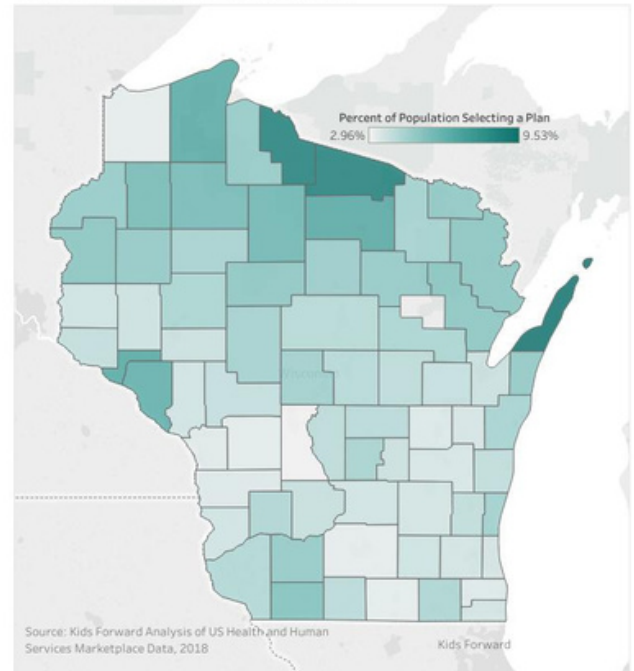 Percent of Population Selecting a Plan
2.96% 9.53%
Wisconsin
Source: Kids Forward Analysis of US Health and Human
Services Marketplace Data, 2018
Kids Forward